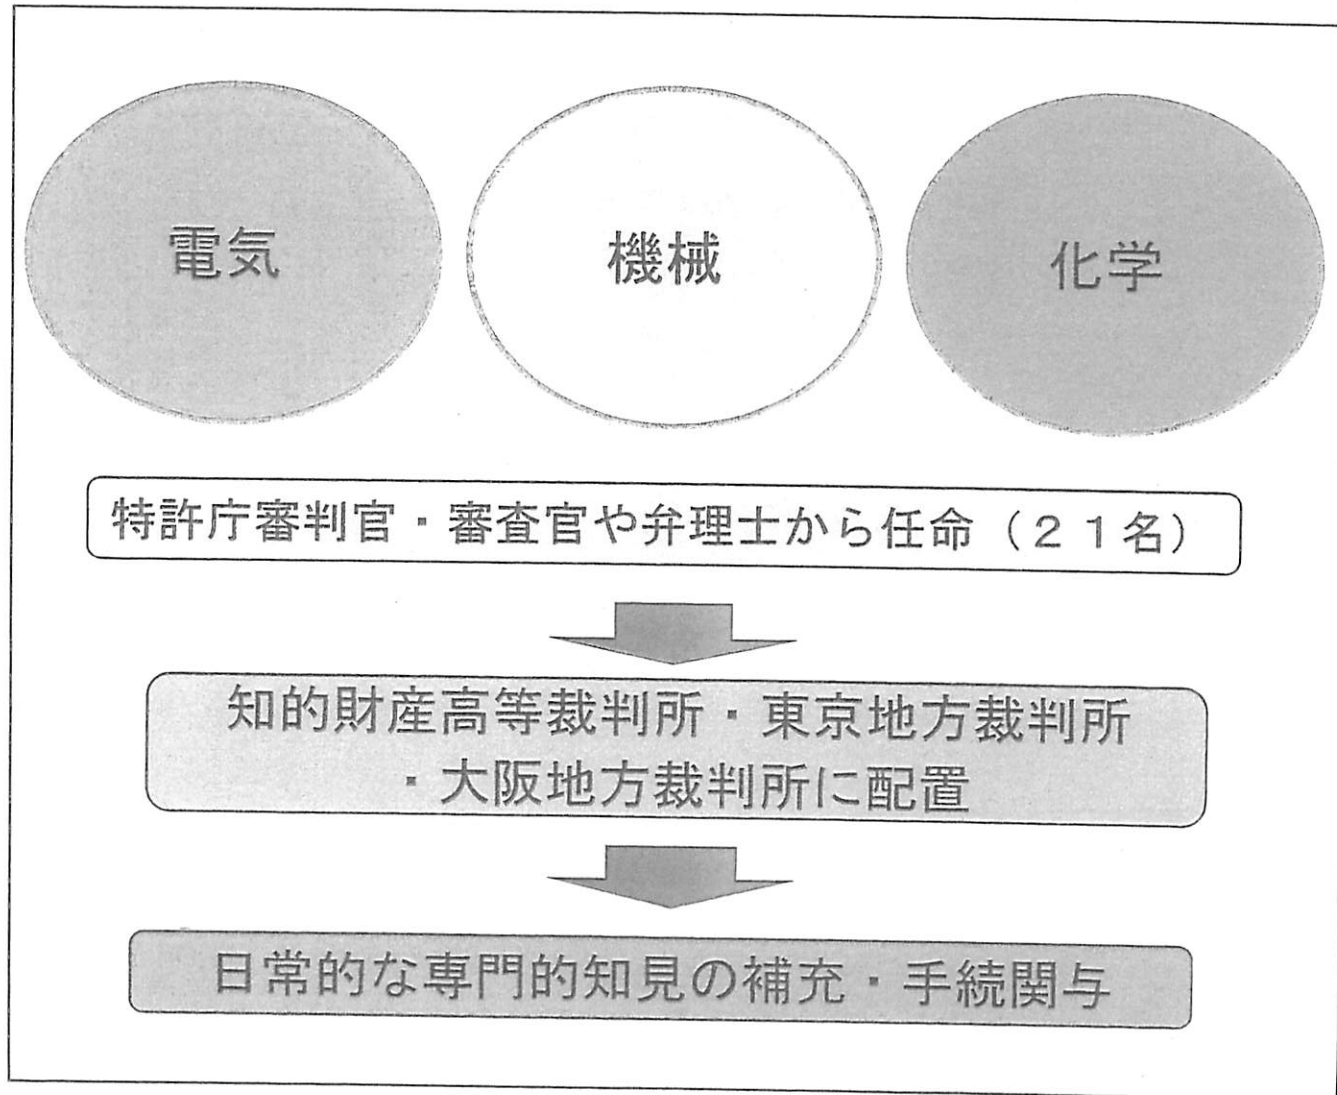 電気
機械
化学
特許庁審判官・審査官や弁理士から任命（２１名）
知的財産高等裁判所・東京地方裁判所
・大阪地方裁判所に配置
日常的な専門的知見の補充・手続関与